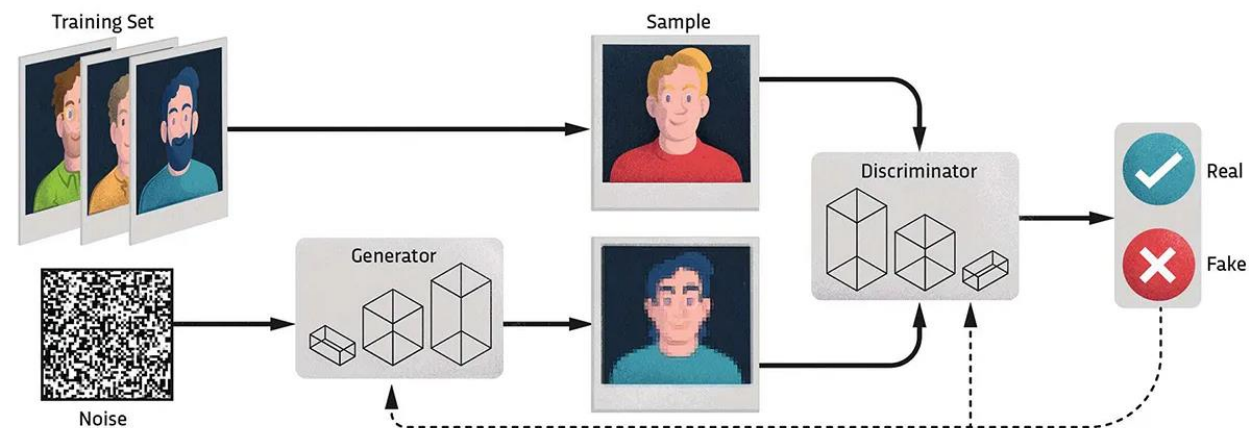 Training Set
Sample
Discriminator
Real
Generator
Fake
Noise